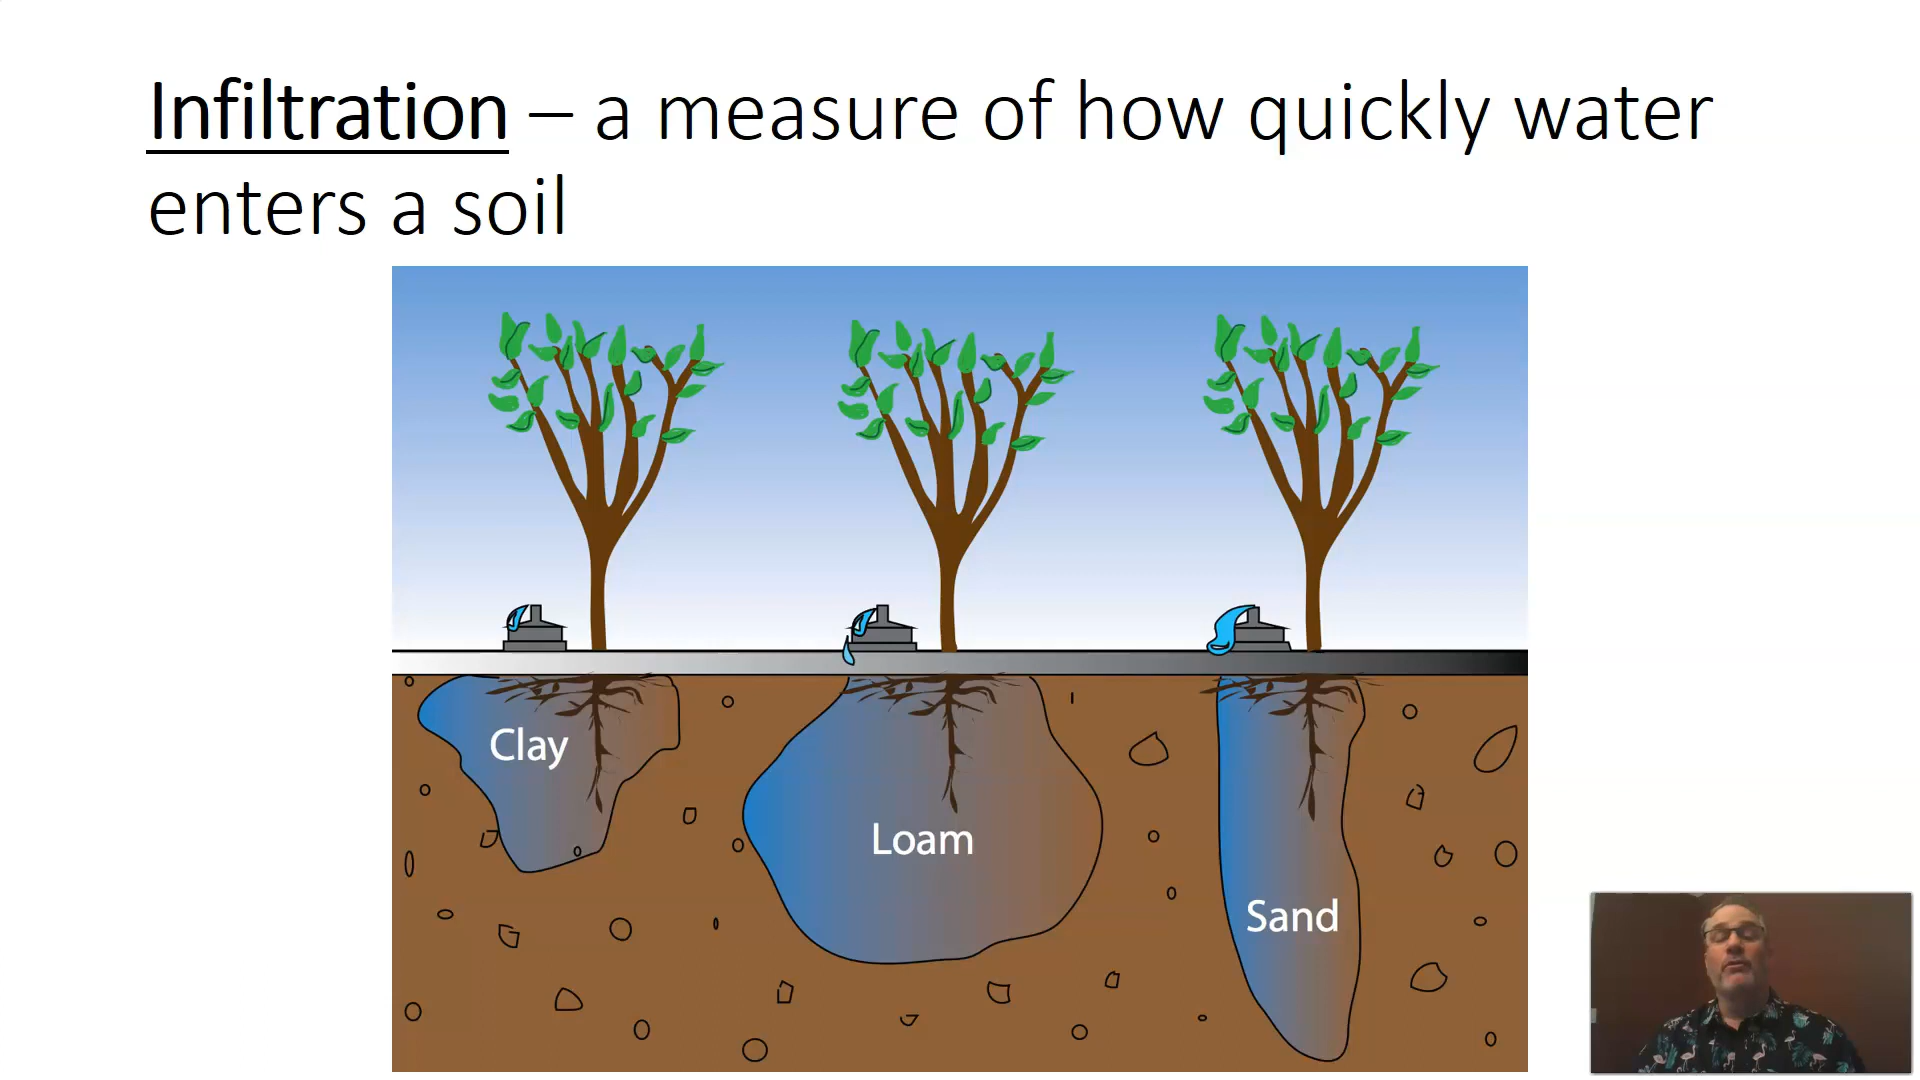 Infiltration – a measure of how quickly water
enters a soil
Clay
Loam
Sand